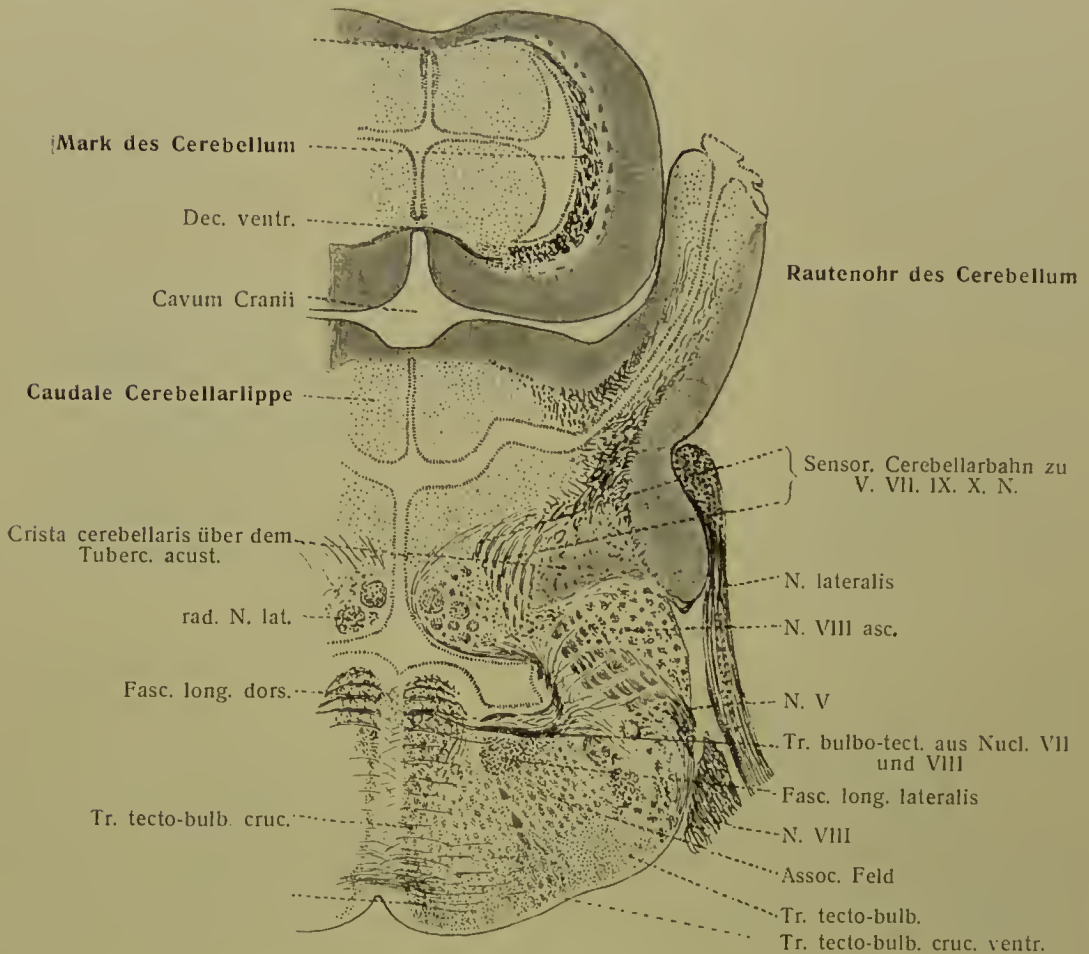 Mark des Cerebellum
Dec. ventr.
Cavum Cranii
Caudale Cerebellarlippe
Crista cerebellaris über dem
Tuberc. acust.
rad. N. lat.
Fasc. long. dors.
Tr. tecto-bulb. cruc.
Rautenohr des Cerebellum
Sensor. Cerebellarbahn zu
V. VII. IX. X. N.
N. lateralis
N. VIII asc.
N. V
Tr. bulbo-tect. aus Nucl. VII
und VIII
Fasc. long. lateralis
N. VIII
Assoc. Feld
Tr. tecto-bulb.
Tr. tecto-bulb. cruc. ventr.